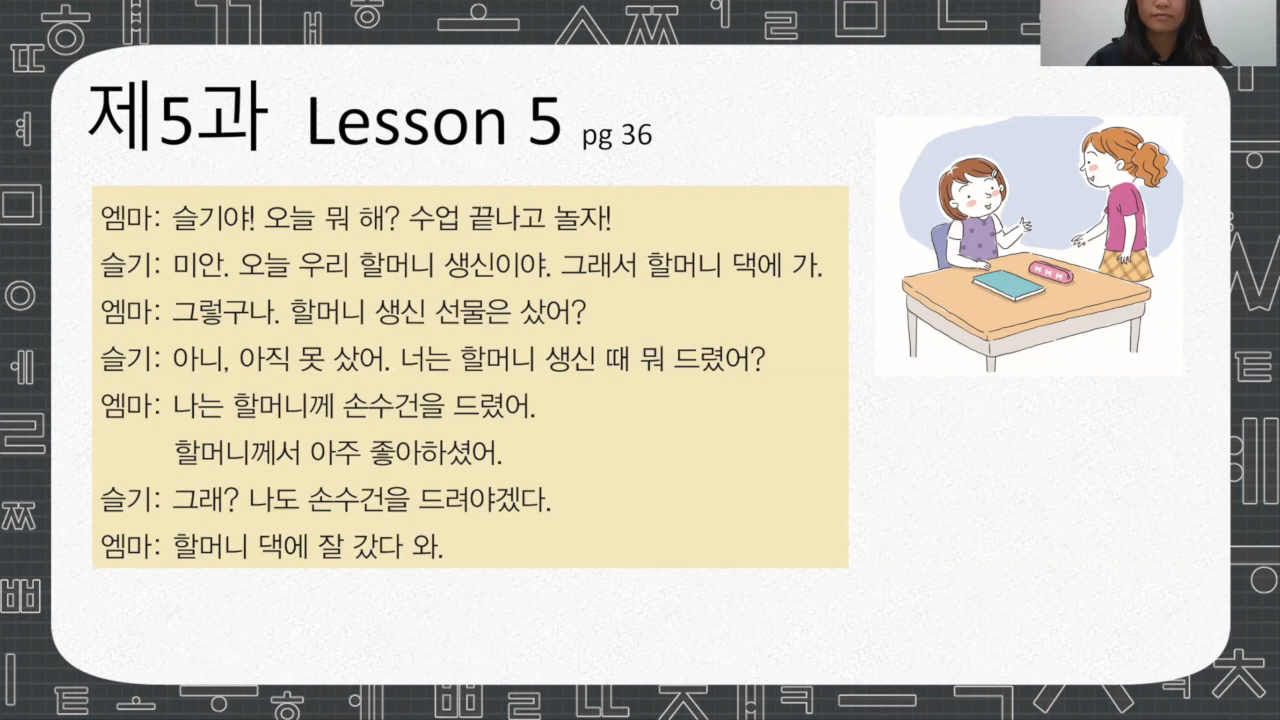 제5과 Lesson 5 pg 36
엠마: 슬기야! 오늘 뭐 해? 수업 끝나고 놀자!
슬기: 미안. 오늘 우리 할머니 생신이야. 그래서 할머니 댁에 가.
엠마: 그렇구나. 할머니 생신 선물은 샀어?
슬기: 아니, 아직 못 샀어. 너는 할머니 생신 때 뭐 드렸어?
엠마: 나는 할머니께 손수건을 드렸어.
할머니께서 아주 좋아하셨어.
슬기: 그래? 나도 손수건을 드려야겠다.
엠마: 할머니 댁에 잘 갔다 와.